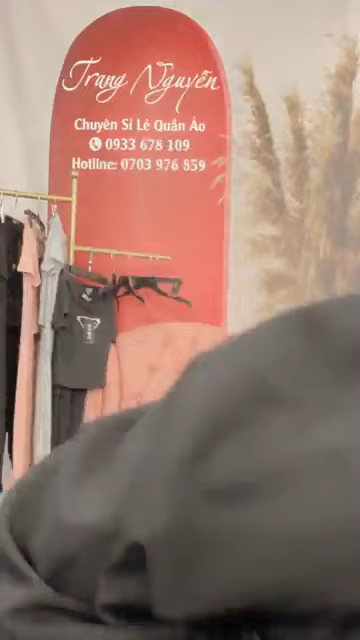 Trang Nguyễn
Chuyên Sỉ Lẻ Quần Áo
0933 678 109
Hotline: 0703 976 859